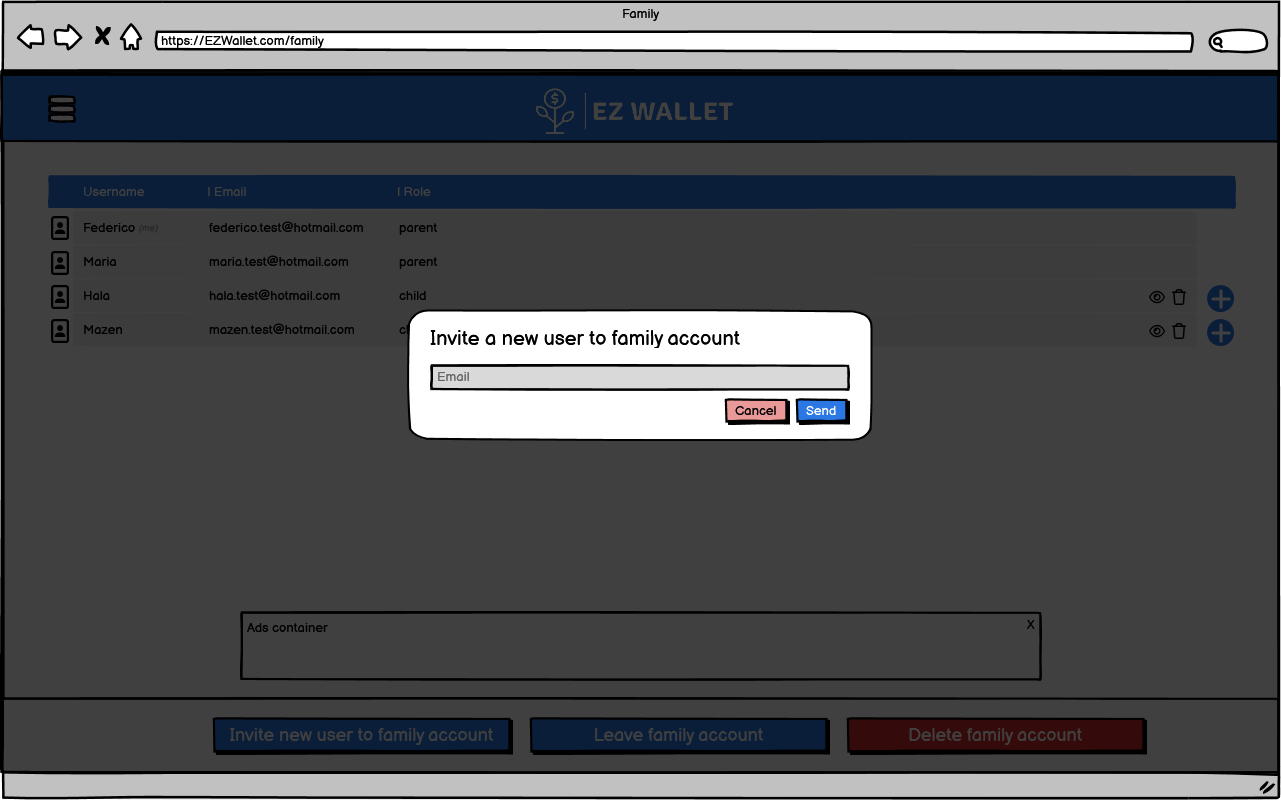 Family
https://EZWallet.com/family
EZ WALLET
Username | Email | Role
Federico (me) federico.test@hotmail.com parent
Maria maria.test@hotmail.com parent
Hala hala.test@hotmail.com child
Mazen mazen.test@hotmail.com
Invite a new user to family account
Email
Cancel Send
Ads container X
Invite new user to family account Leave family account Delete family account